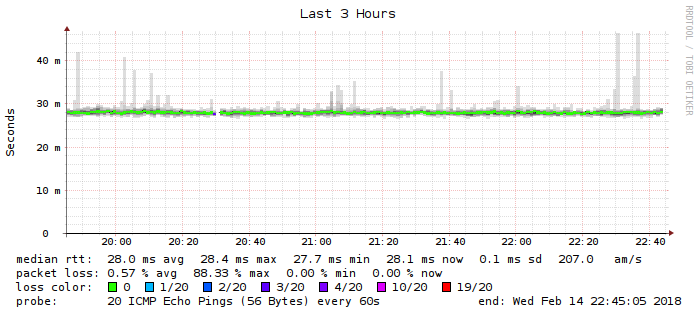 Last 3 Hours
RRDTOOL / TOBI OETIKER
Seconds
40 m
30 m
20 m
10 m
0
20:00 20:20 20:40 21:00 21:20 21:40 22:00 22:20 22:40
median rtt: 28.0 ms avg 28.4 ms max 27.7 ms min 28.1 ms now 0.1 ms sd 207.0 am/s
packet loss: 0.57 % avg 88.33 % max 0.00 % min 0.00 % now
loss color: 0 1/20 2/20 3/20 4/20 10/20 19/20
probe: 20 ICMP Echo Pings (56 Bytes) every 60s end: Wed Feb 14 22:45:05 2018